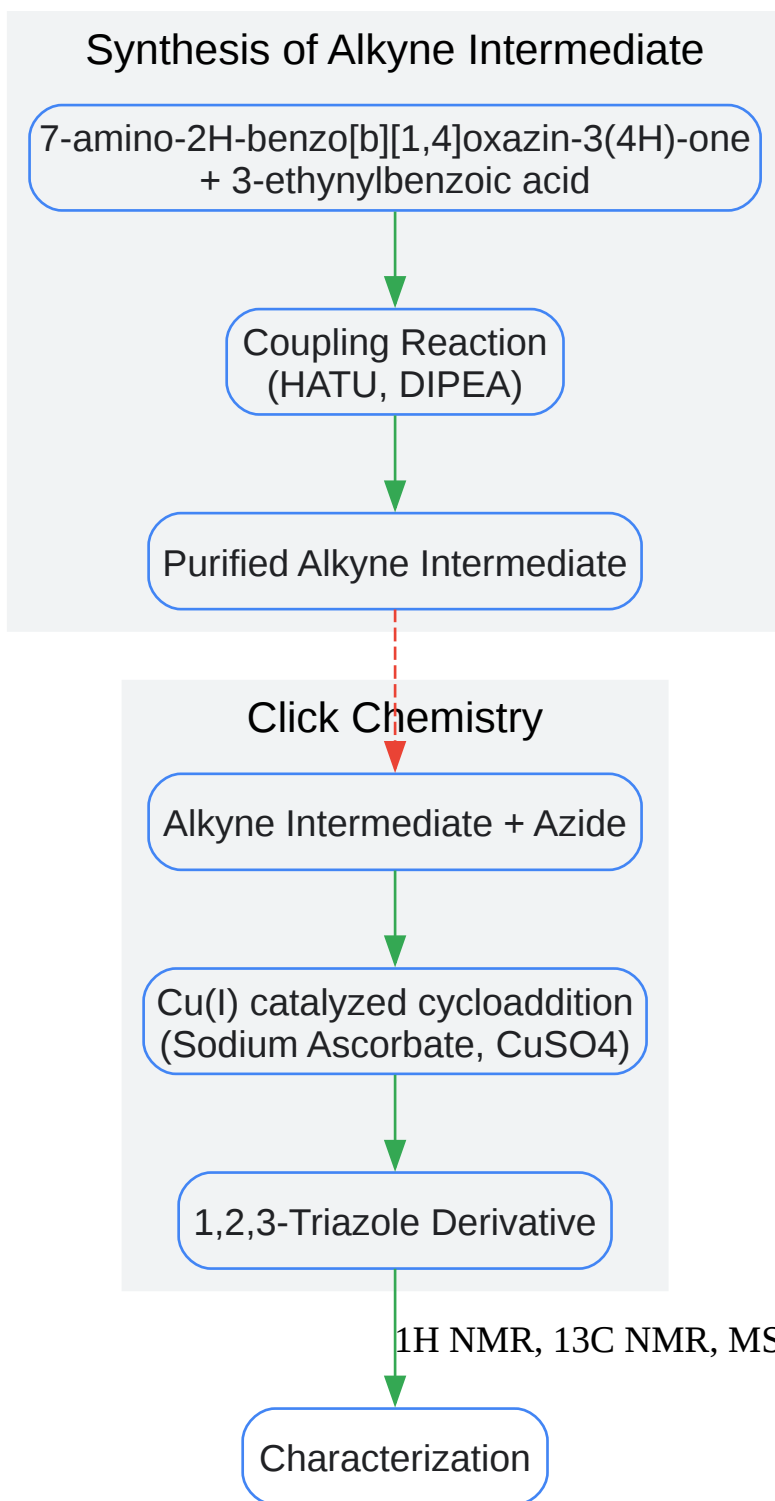 Synthesis of Alkyne Intermediate
7-amino-2H-benzo[b][1,4]oxazin-3(4H)-one
+ 3-ethynylbenzoic acid
Coupling Reaction
(HATU, DIPEA)
Purified Alkyne Intermediate
Click Chemistry
Alkyne Intermediate + Azide
Cu(I) catalyzed cycloaddition
(Sodium Ascorbate, CuSO4)
1,2,3-Triazole Derivative
1H NMR, 13C NMR, MS
Characterization